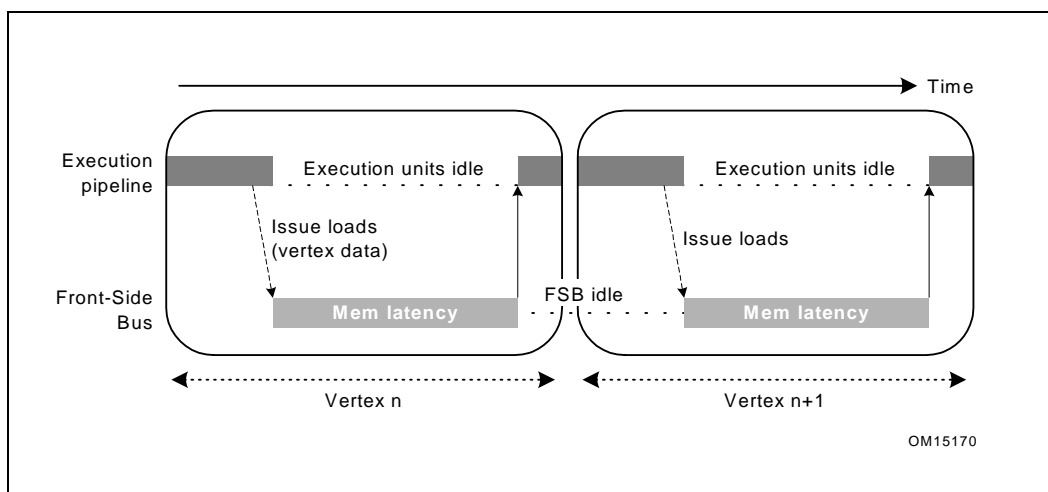 Time
Execution
pipeline
Execution units idle
Execution units idle
Issue loads
(vertex data)
Issue loads
Front-Side
Bus
Mem latency
FSB idle
Mem latency
Vertex n
Vertex n+1
OM15170